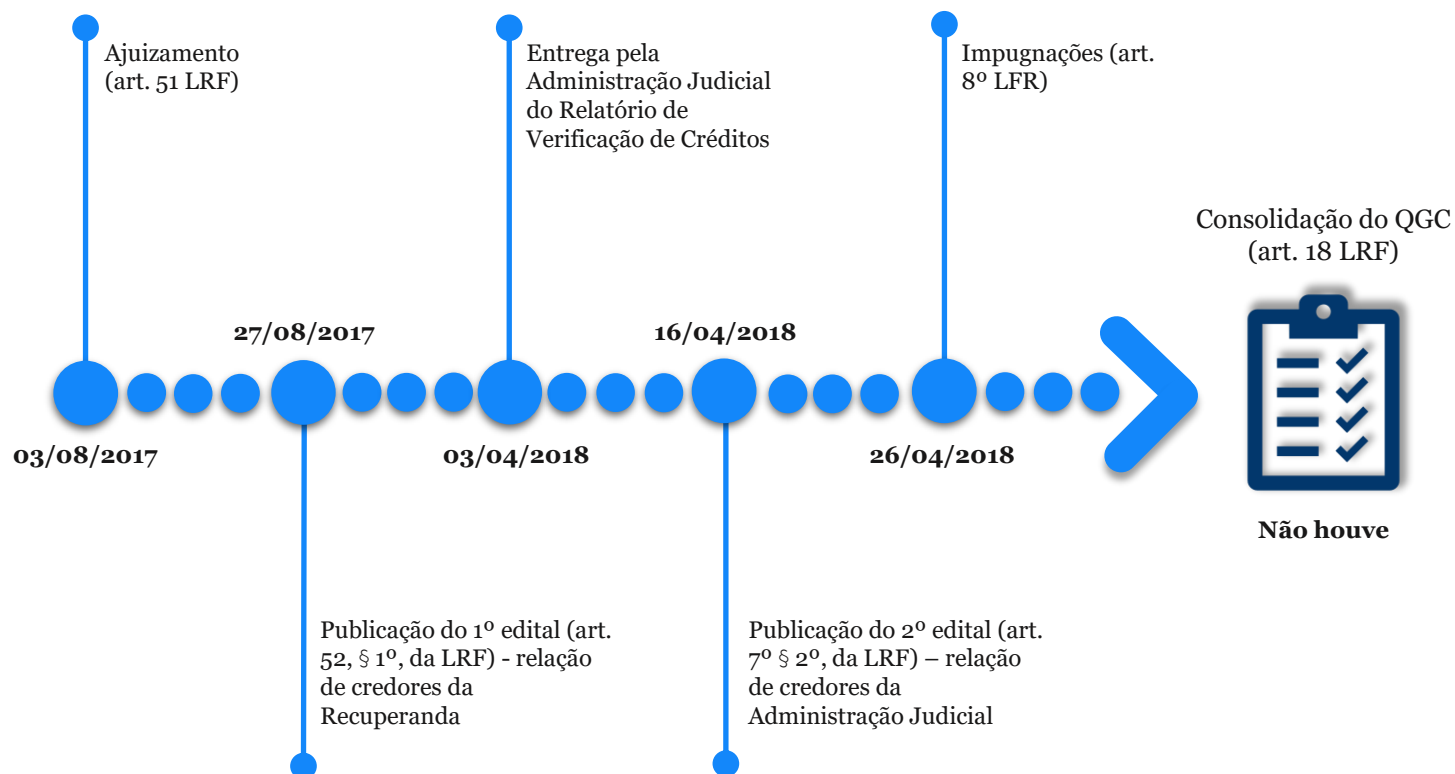 Ajuizamento
(art. 51 LRF)
Entrega pela
Administração Judicial
do Relatório de
Verificação de Créditos
Impugnações (art.
8º LFR)
Consolidação do QGC
(art. 18 LRF)
27/08/2017
16/04/2018
03/08/2017
03/04/2018
26/04/2018
Não houve
Publicação do 1º edital (art.
52, § 1º, da LRF) - relação
de credores da
Recuperanda
Publicação do 2º edital (art.
7º § 2º, da LRF) – relação
de credores da
Administração Judicial